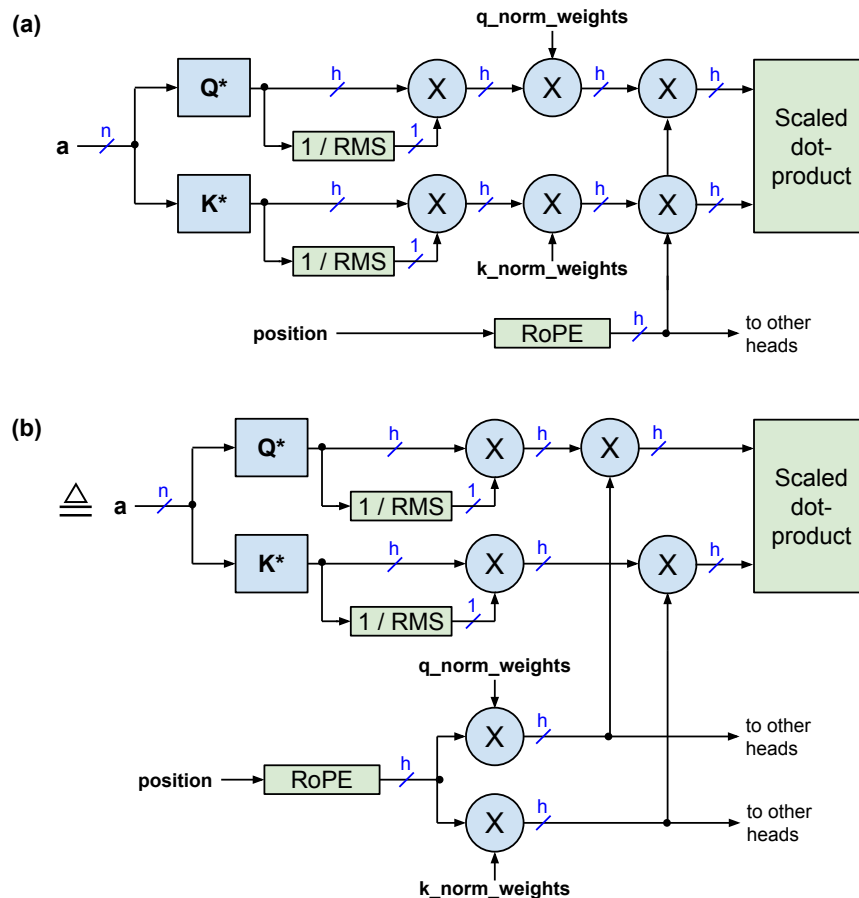 (a)
q_norm_weights
Q*
h
X
h
X
h
X
h
Scaled
dot-
product
a
n
1 / RMS
1
K*
h
X
h
X
h
X
h
1 / RMS
1
k_norm_weights
position
RoPE
h
to other
heads
(b)
Q*
h
X
h
X
h
Scaled
dot-
product
≜
a
n
1 / RMS
1
K*
h
X
h
X
h
1 / RMS
1
q_norm_weights
X
h
to other
heads
position
RoPE
h
X
h
to other
heads
k_norm_weights